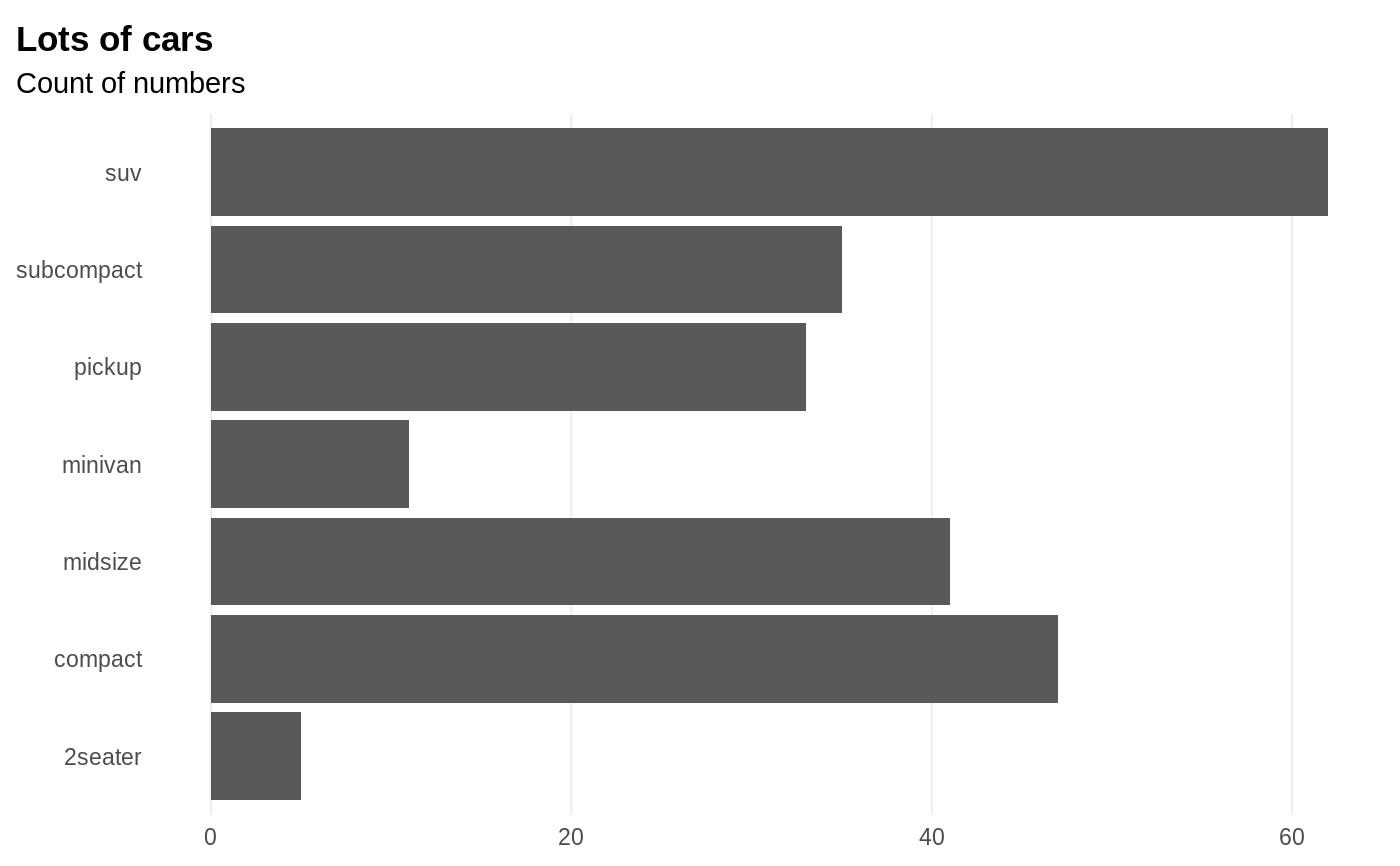 Lots of cars
Count of numbers
suv
subcompact
pickup
minivan
midsize
compact
2seater
0 20 40 60